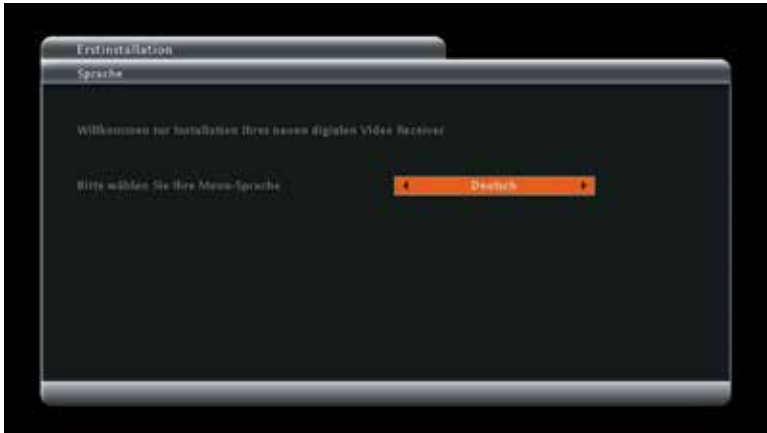 Erstinstallation
Sprache
Willkommen zur Installation Ihres neuen digitalen Video Receiver
Bitte wählen Sie Ihre Menu-Sprache
Deutsch